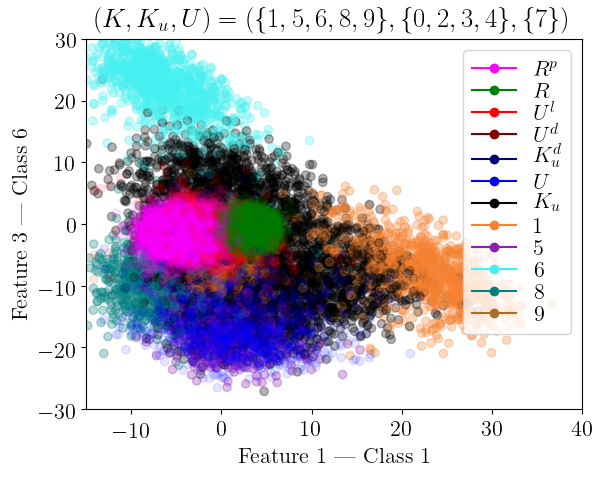 (K, K_u, U) = ({1, 5, 6, 8, 9}, {0, 2, 3, 4}, {7})
Feature 3 — Class 6
30
20
10
0
−10
−20
−30
−10
0
10
20
30
40
Feature 1 — Class 1
R^p
R
U^l
U^d
K_u^d
U
K_u
1
5
6
8
9